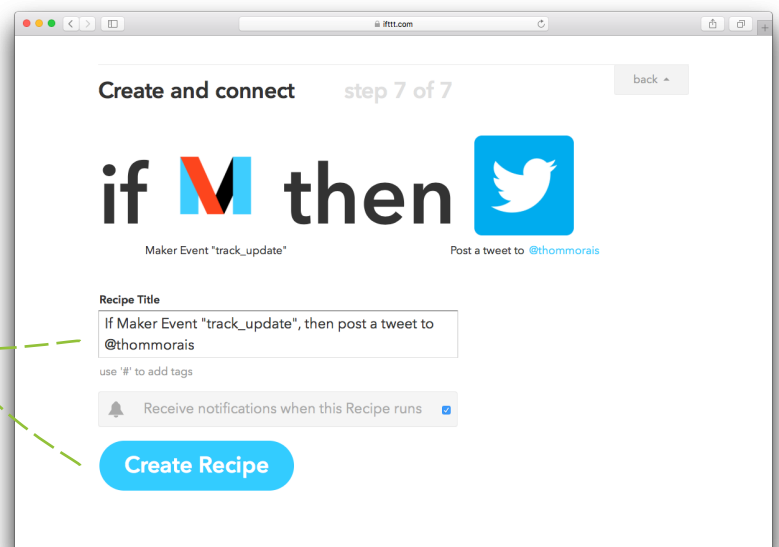 ifttt.com
back
Create and connect step 7 of 7
if M then
Maker Event "track_update" Post a tweet to @thommorais
Recipe Title
If Maker Event "track_update", then post a tweet to
@thommorais
use '#' to add tags
Receive notifications when this Recipe runs
Create Recipe